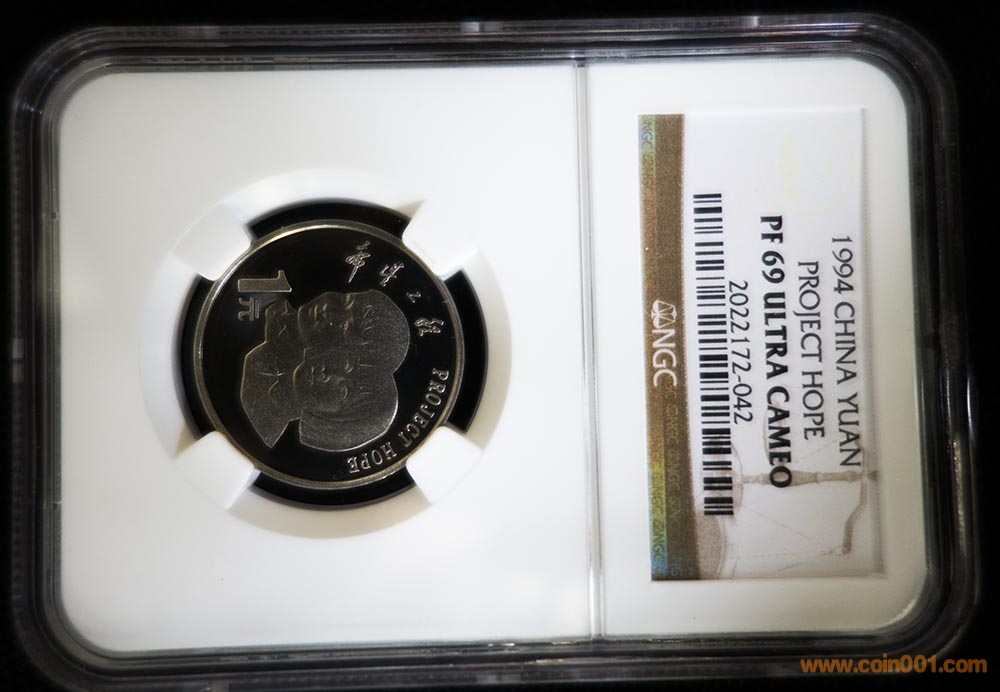 1994 CHINA YUAN
PROJECT HOPE
PF 69 ULTRA CAMEO
2022172-042
NGC
希望工程
PROJECT HOPE
1元
www.coin001.com